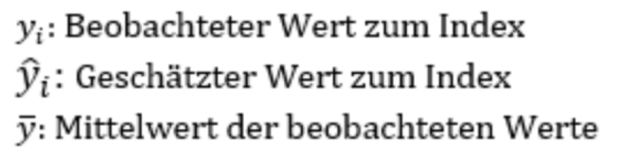 yᵢ: Beobachteter Wert zum Index
ŷᵢ: Geschätzter Wert zum Index
ȳ: Mittelwert der beobachteten Werte